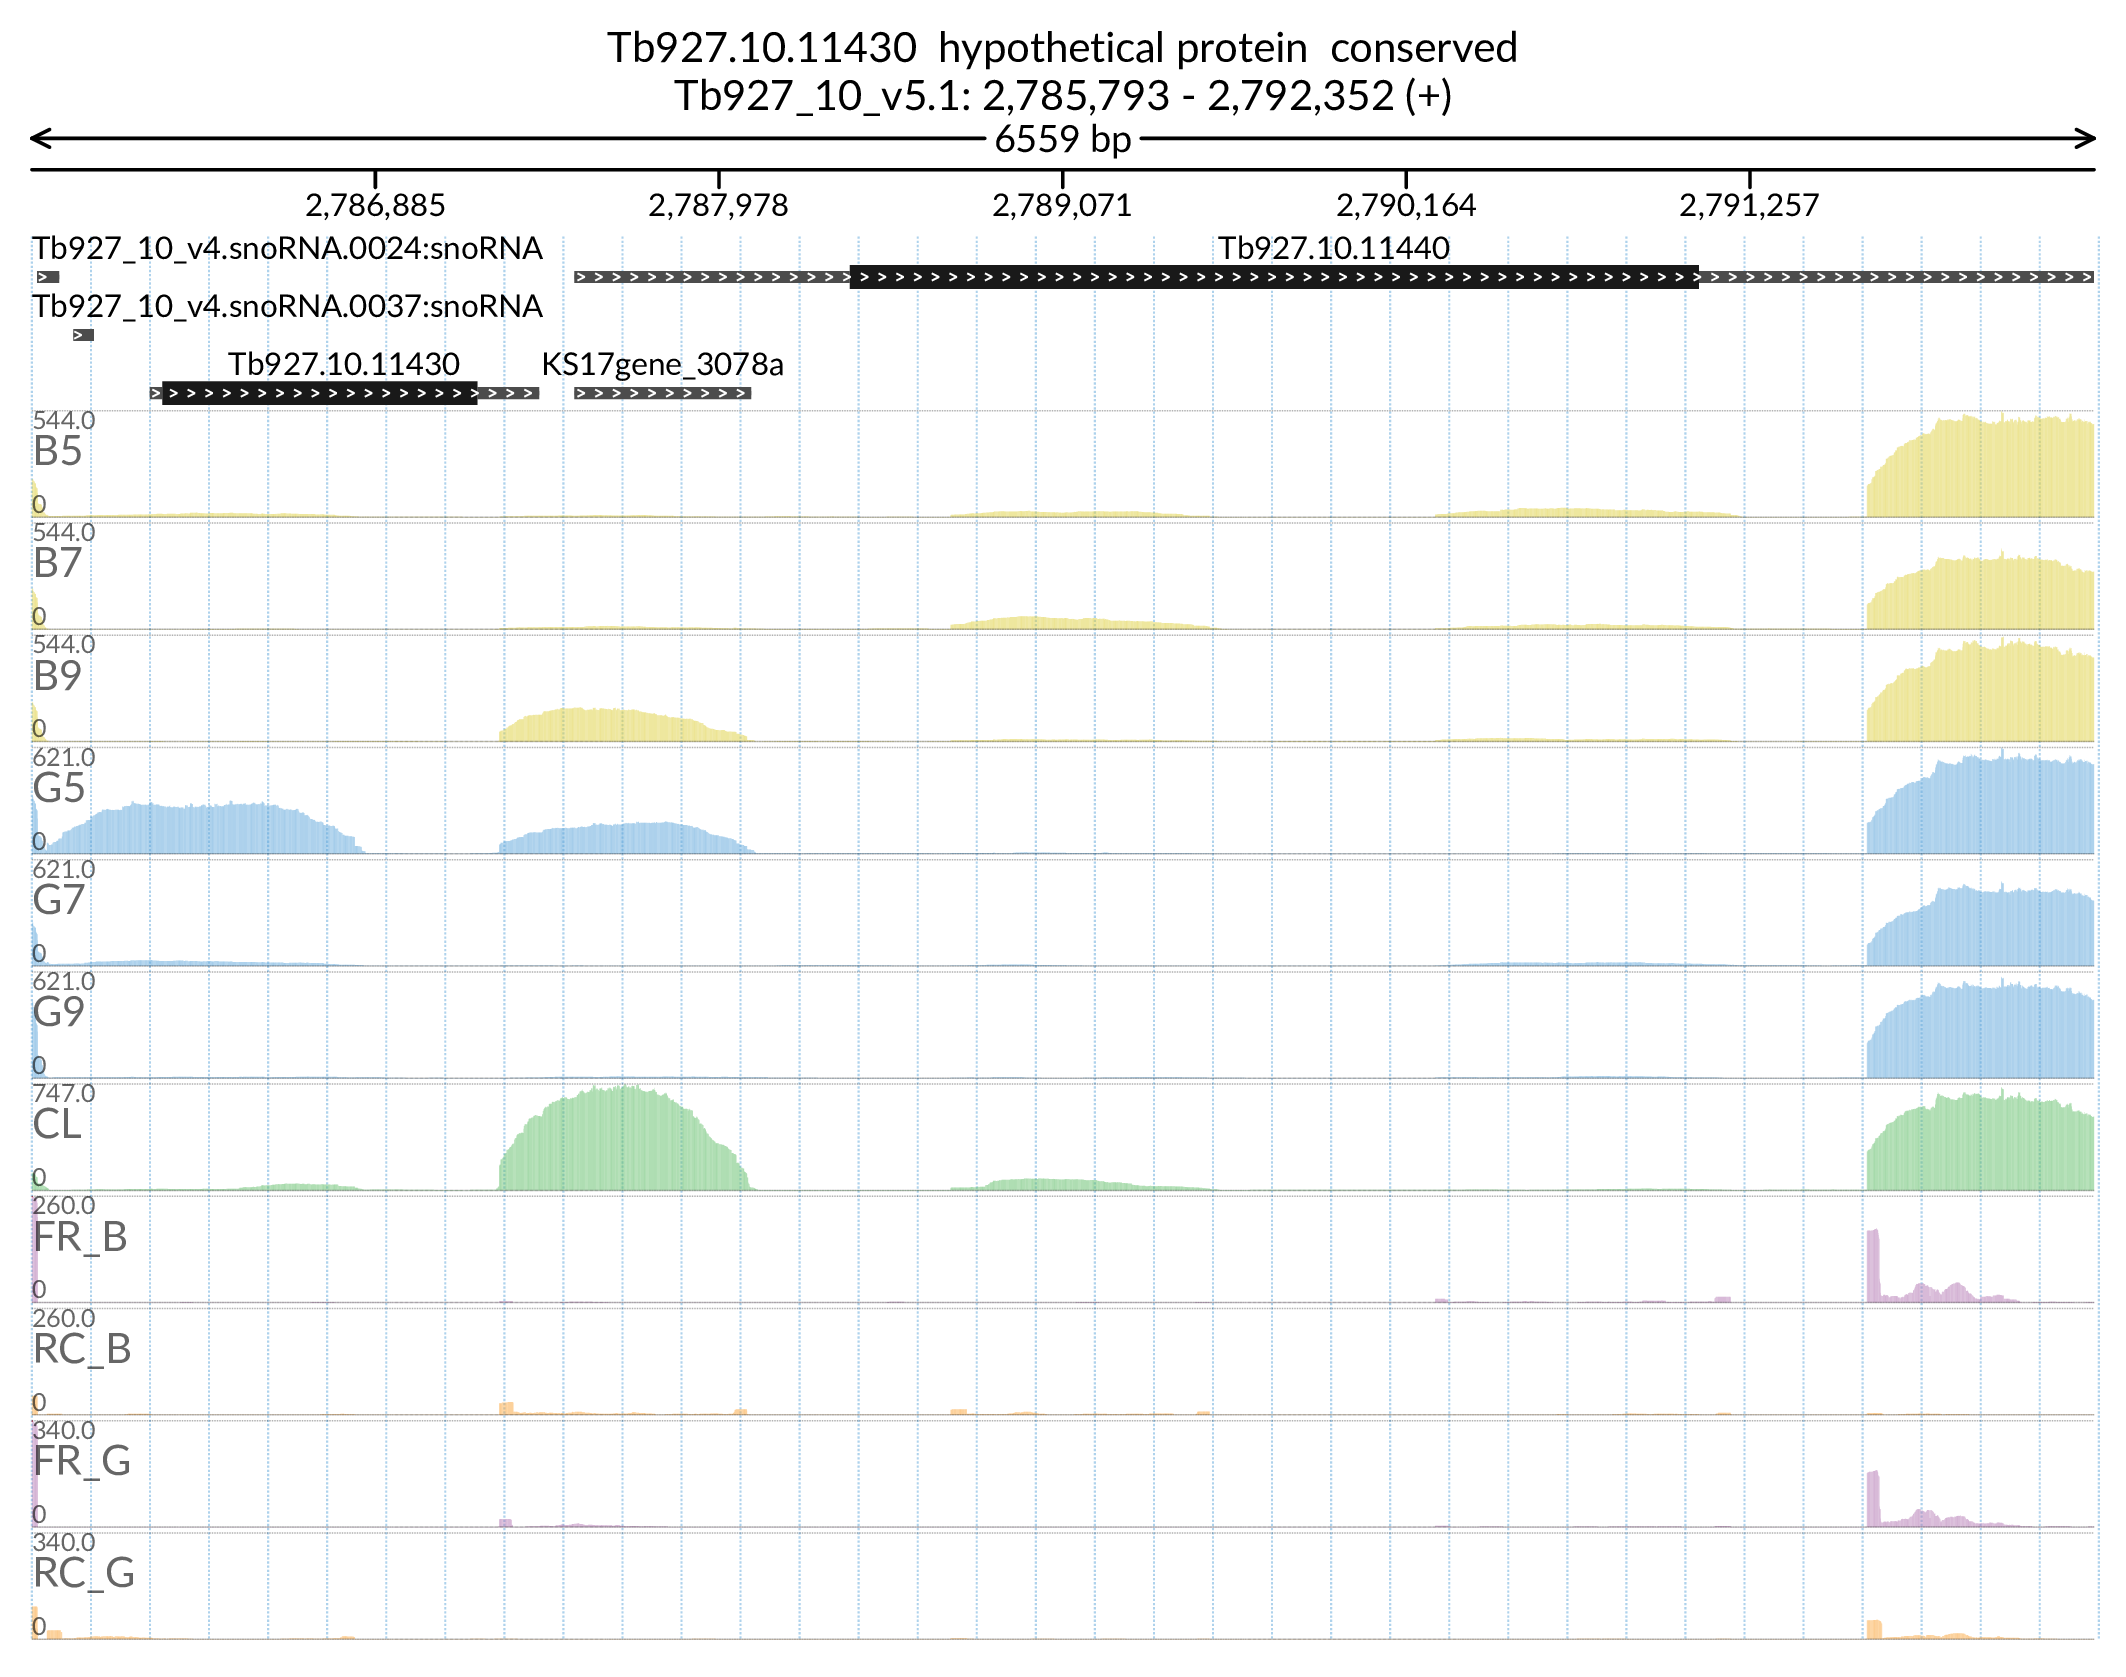 Tb927.10.11430  hypothetical protein  conserved
Tb927_10_v5.1: 2,785,793 - 2,792,352 (+)
6559 bp
2,786,885 2,787,978 2,789,071 2,790,164 2,791,257
Tb927_10_v4.snoRNA.0024:snoRNA Tb927.10.11440
Tb927_10_v4.snoRNA.0037:snoRNA
Tb927.10.11430 KS17gene_3078a
544.0
B5
0
544.0
B7
0
544.0
B9
0
621.0
G5
0
621.0
G7
0
621.0
G9
0
747.0
CL
0
260.0
FR_B
0
260.0
RC_B
0
340.0
FR_G
0
340.0
RC_G
0